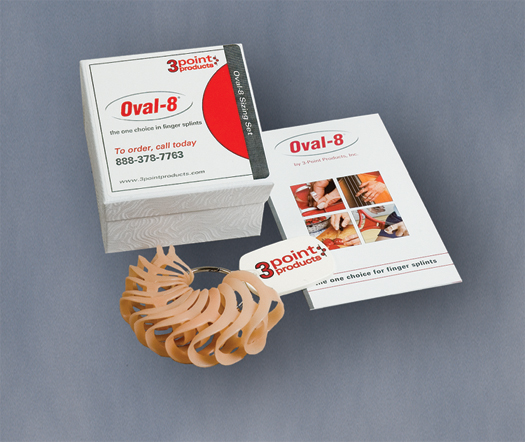 3point
products
Oval-8®
the one choice in finger splints
To order, call today
888-378-7763
www.3pointproducts.com
Oval-8 Sizing Set
Oval-8®
by 3-Point Products, Inc.
the one choice for finger splints
3point
products